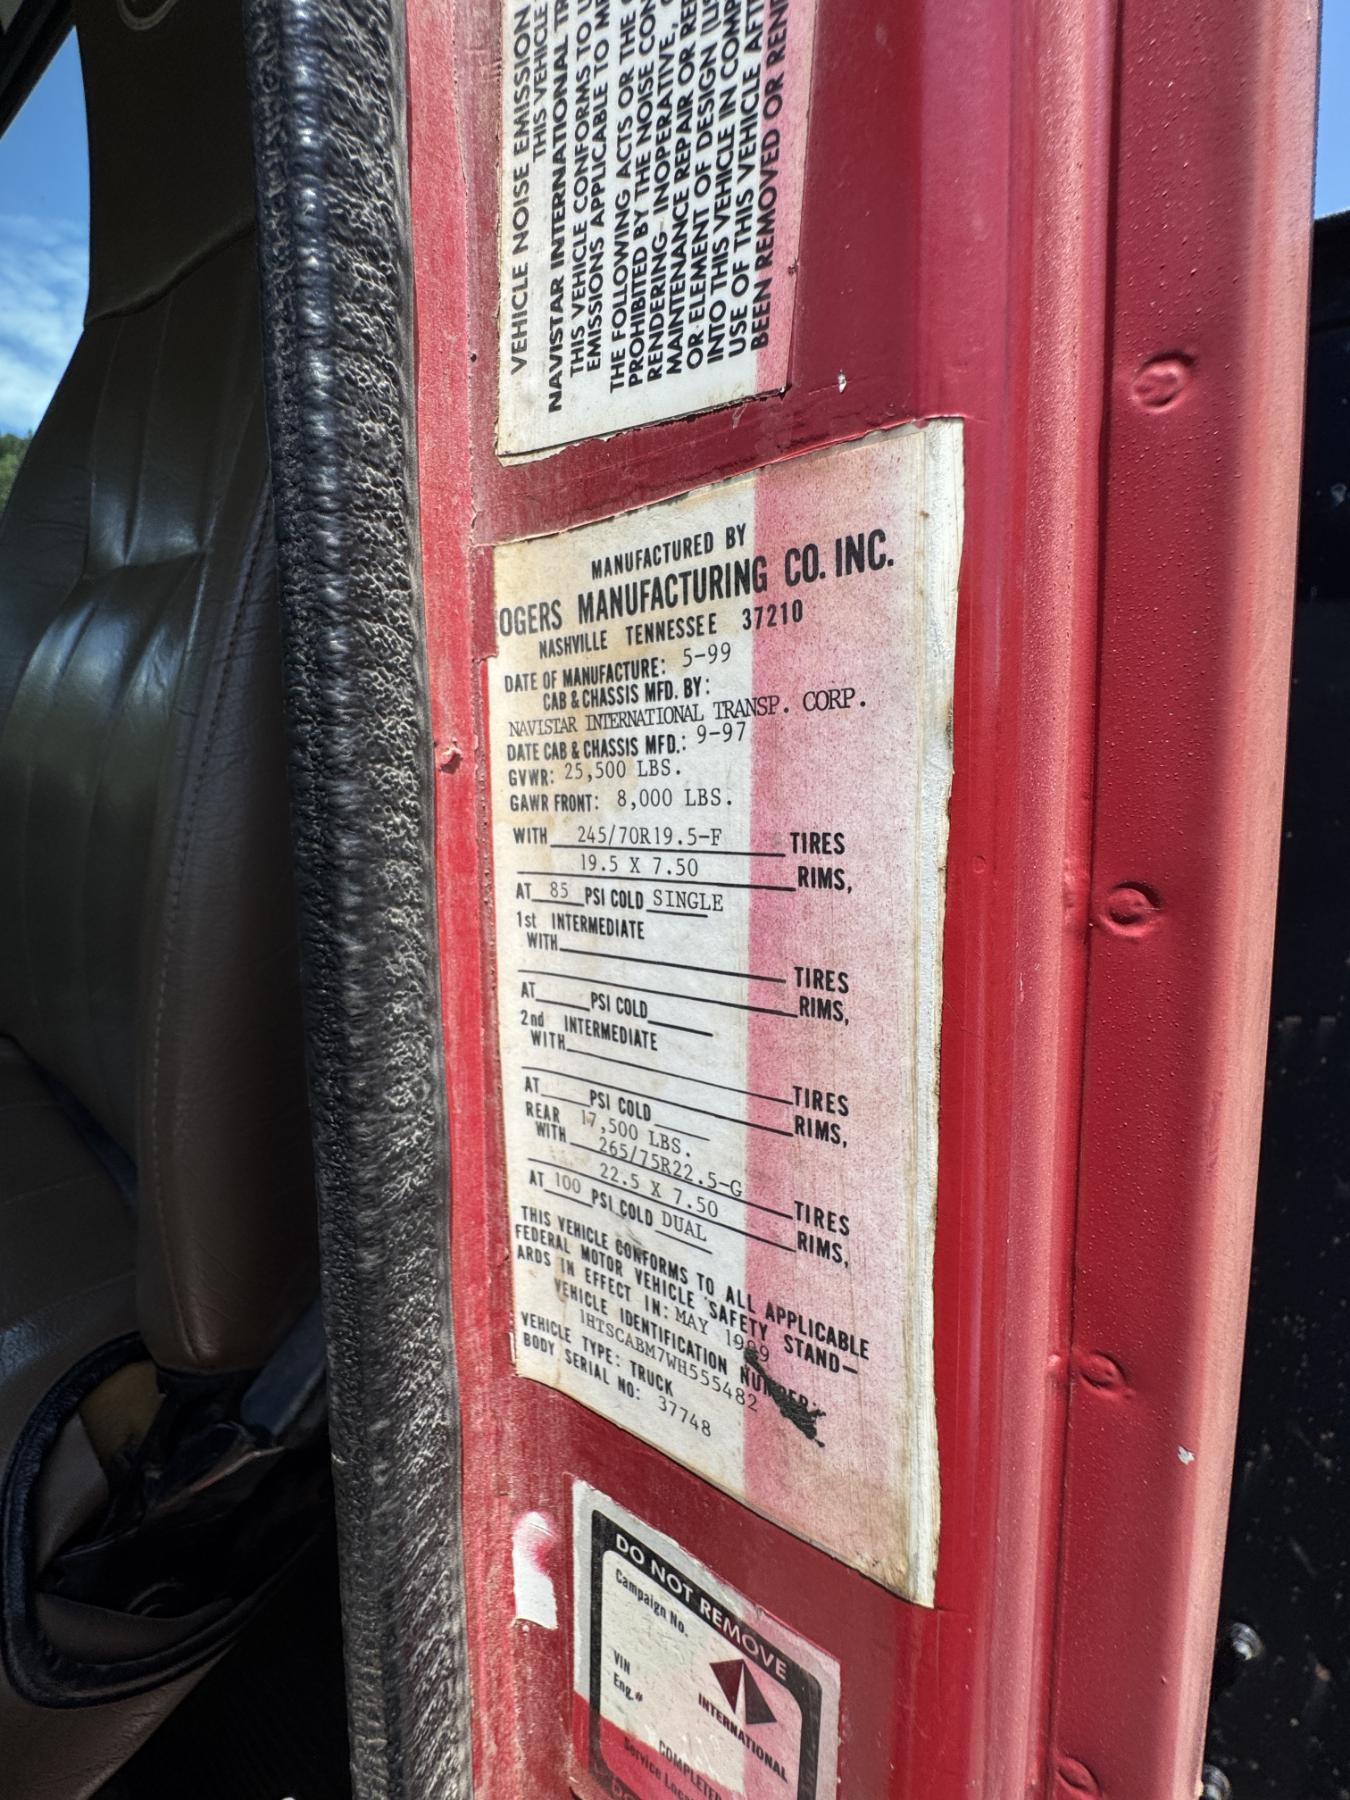 VEHICLE NOISE EMISSION
THIS VEHICLE
NAVISTAR INTERNATIONAL
THIS VEHICLE CONFORMS TO
EMISSIONS APPLICABLE TO
THE FOLLOWING ACTS OR THE
PROHIBITED BY THE NOISE
RENDERING INOPERATIVE,
MAINTENANCE REPAIR OR
OR ELEMENT OF DESIGN
INTO THIS VEHICLE IN
USE OF THIS VEHICLE
BEEN REMOVED OR
MANUFACTURED BY
OGERS MANUFACTURING CO. INC.
NASHVILLE TENNESSEE 37210
DATE OF MANUFACTURE: 5-99
CAB & CHASSIS MFD. BY:
NAVISTAR INTERNATIONAL TRANSP. CORP.
DATE CAB & CHASSIS MFD.: 9-97
GVWR: 25,500 LBS.
GAWR FRONT: 8,000 LBS.
WITH 245/70R19.5-F TIRES
19.5 X 7.50 RIMS,
AT 85 PSI COLD SINGLE
1st INTERMEDIATE
WITH TIRES
RIMS,
AT PSI COLD
2nd INTERMEDIATE
WITH TIRES
RIMS,
AT PSI COLD
REAR 17,500 LBS.
WITH 265/75R22.5-G TIRES
22.5 X 7.50 RIMS,
AT 100 PSI COLD DUAL
THIS VEHICLE CONFORMS TO ALL APPLICABLE
FEDERAL MOTOR VEHICLE SAFETY STAND-
ARDS IN EFFECT IN: MAY 1999
VEHICLE IDENTIFICATION NUMBER:
1HTSCABM7WH555482
VEHICLE TYPE: TRUCK
BODY SERIAL NO: 37748
DO NOT REMOVE
Campaign No.
VIN
Eng.#
INTERNATIONAL
COMPLETED
Service